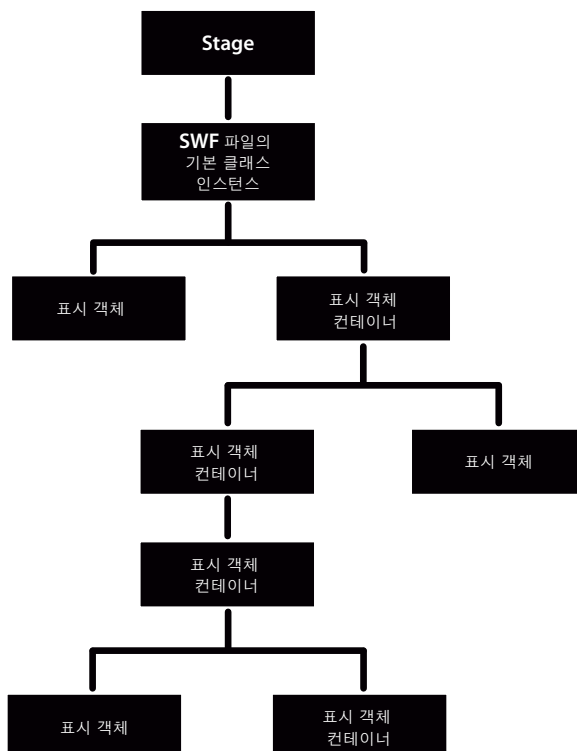 Stage
SWF 파일의
기본 클래스
인스턴스
표시 객체
표시 객체
컨테이너
표시 객체
컨테이너
표시 객체
표시 객체
컨테이너
표시 객체
표시 객체
컨테이너